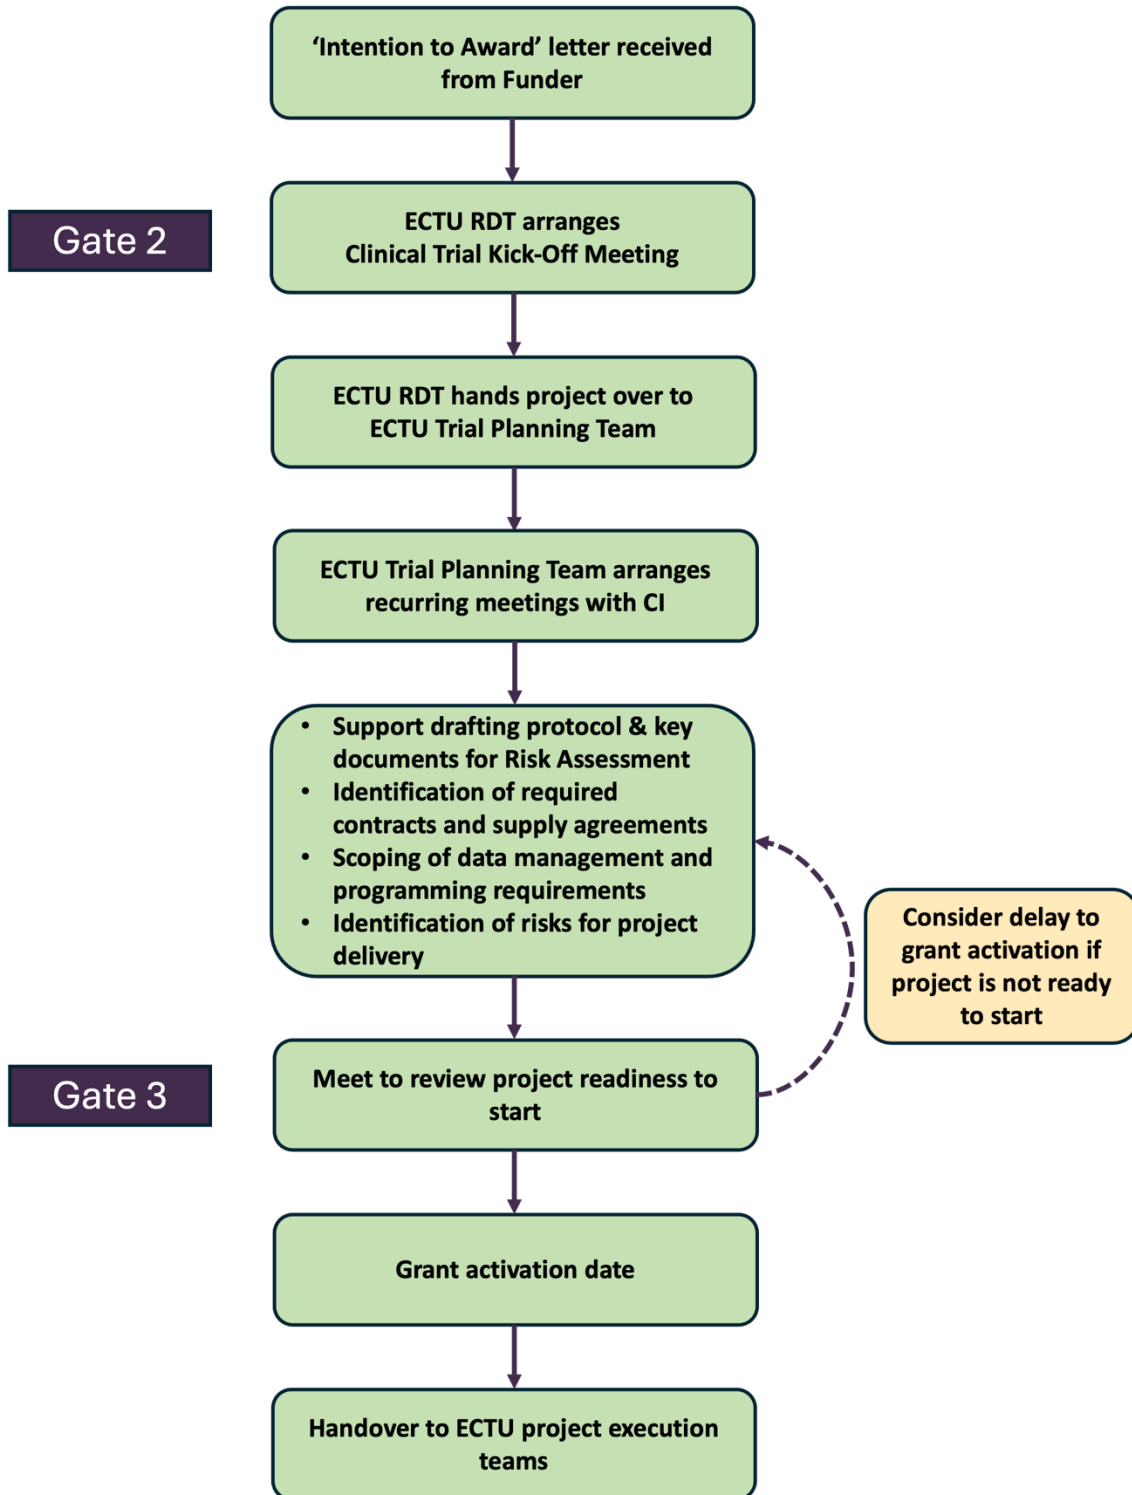 ‘Intention to Award’ letter received
from Funder
Gate 2
ECTU RDT arranges
Clinical Trial Kick-Off Meeting
ECTU RDT hands project over to
ECTU Trial Planning Team
ECTU Trial Planning Team arranges
recurring meetings with CI
• Support drafting protocol & key
documents for Risk Assessment
• Identification of required
contracts and supply agreements
• Scoping of data management and
programming requirements
• Identification of risks for project
delivery
Consider delay to
grant activation if
project is not ready
to start
Gate 3
Meet to review project readiness to
start
Grant activation date
Handover to ECTU project execution
teams